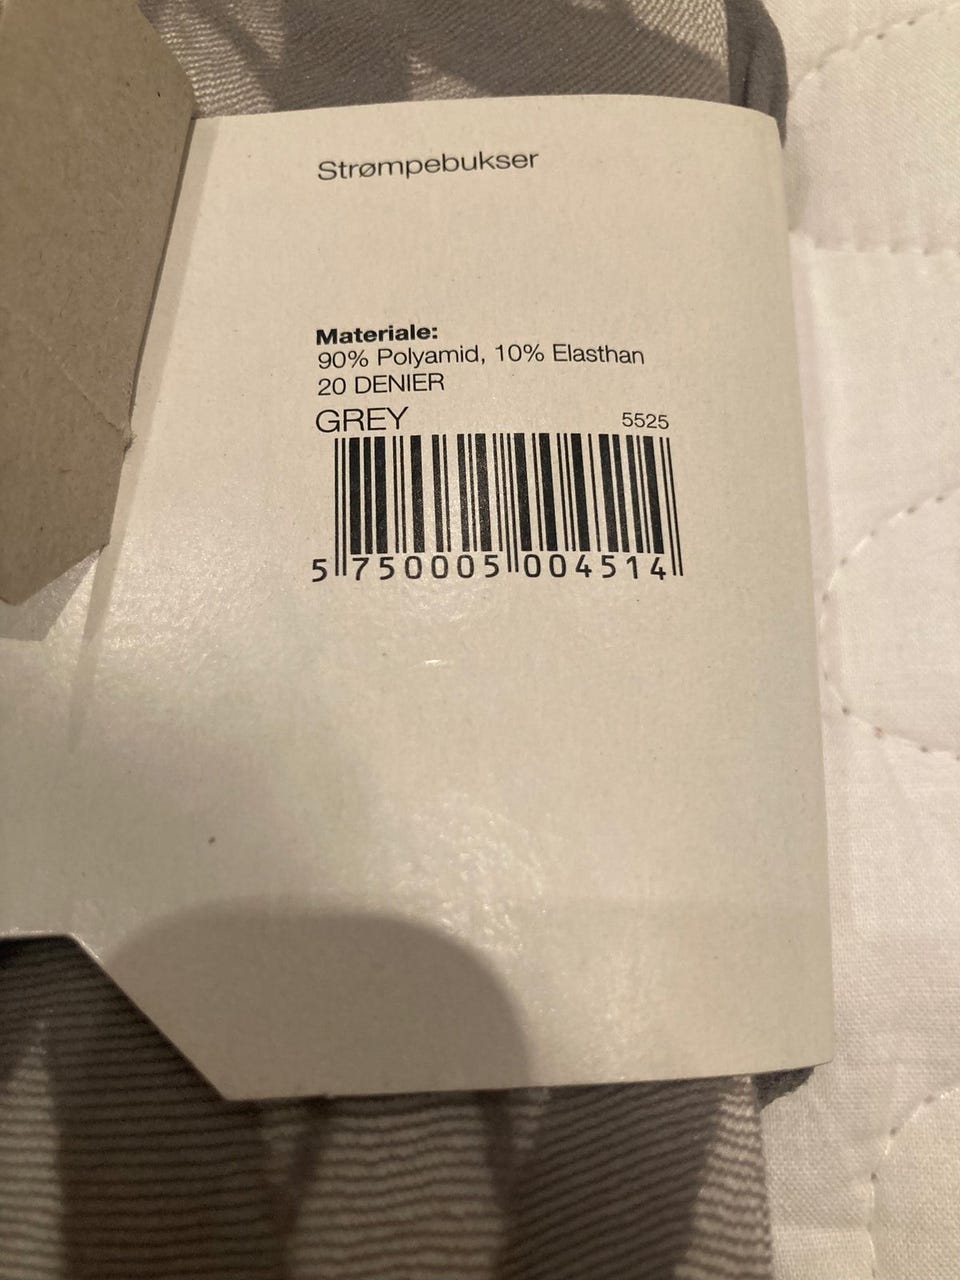 Strømpebukser
Materiale:
90% Polyamid, 10% Elasthan
20 DENIER
GREY 5525
5 750005 004514